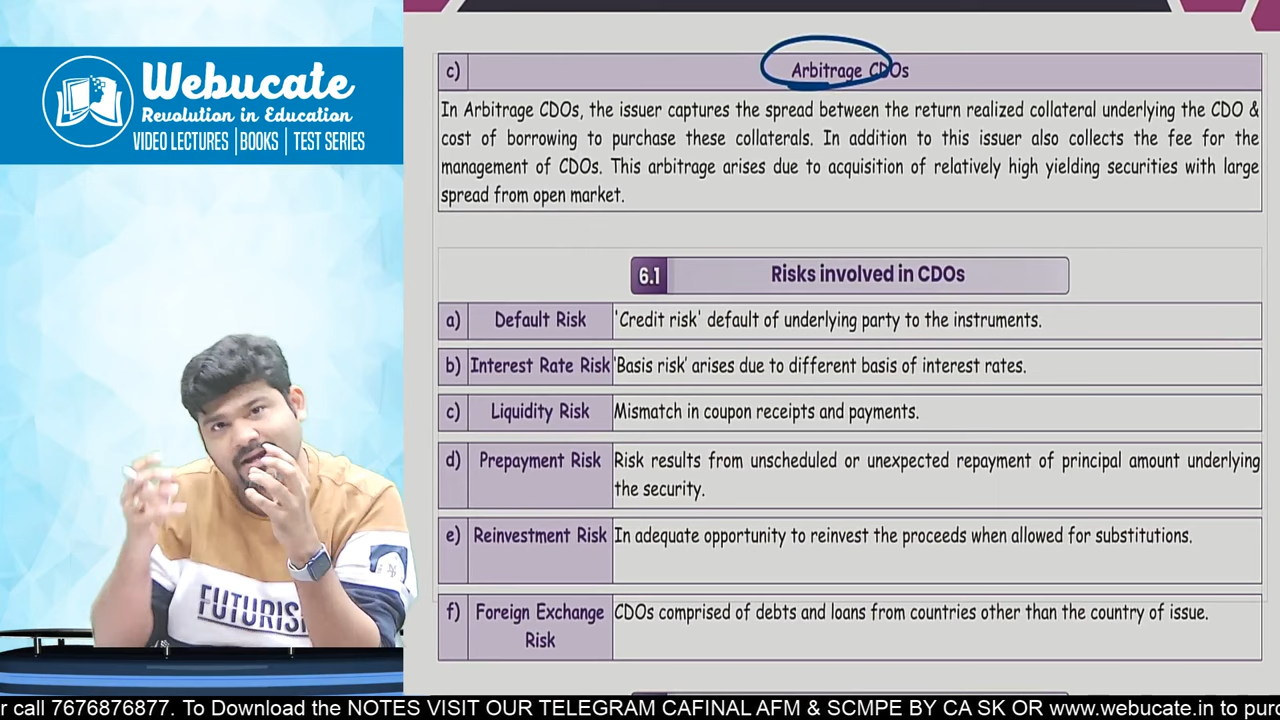 Webucate
Revolution in Education
VIDEO LECTURES | BOOKS | TEST SERIES
c) Arbitrage CDOs
In Arbitrage CDOs, the issuer captures the spread between the return realized collateral underlying the CDO &
cost of borrowing to purchase these collaterals. In addition to this issuer also collects the fee for the
management of CDOs. This arbitrage arises due to acquisition of relatively high yielding securities with large
spread from open market.
6.1 Risks involved in CDOs
a) Default Risk 'Credit risk' default of underlying party to the instruments.
b) Interest Rate Risk 'Basis risk' arises due to different basis of interest rates.
c) Liquidity Risk Mismatch in coupon receipts and payments.
d) Prepayment Risk Risk results from unscheduled or unexpected repayment of principal amount underlying
the security.
e) Reinvestment Risk In adequate opportunity to reinvest the proceeds when allowed for substitutions.
f) Foreign Exchange CDOs comprised of debts and loans from countries other than the country of issue.
Risk
FUTURIS
r call 7676876877. To Download the NOTES VISIT OUR TELEGRAM CAFINAL AFM & SCMPE BY CA SK OR www.webucate.in to purc